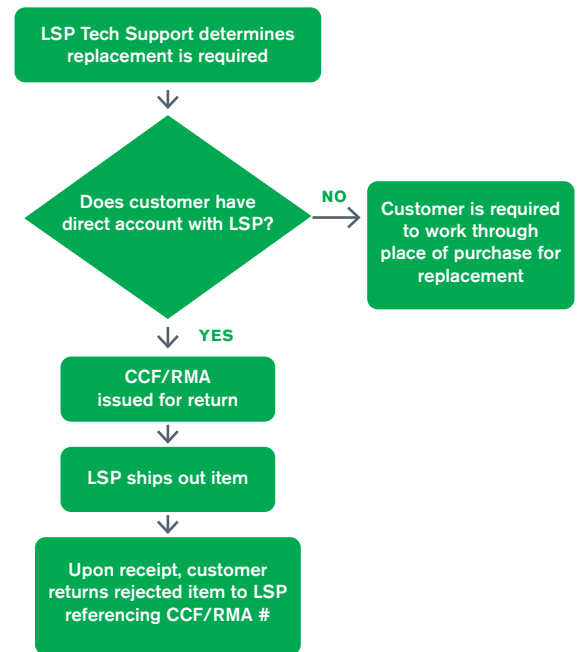 LSP Tech Support determines
replacement is required
Does customer have
direct account with LSP?
NO
Customer is required
to work through
place of purchase for
replacement
YES
CCF/RMA
issued for return
LSP ships out item
Upon receipt, customer
returns rejected item to LSP
referencing CCF/RMA #